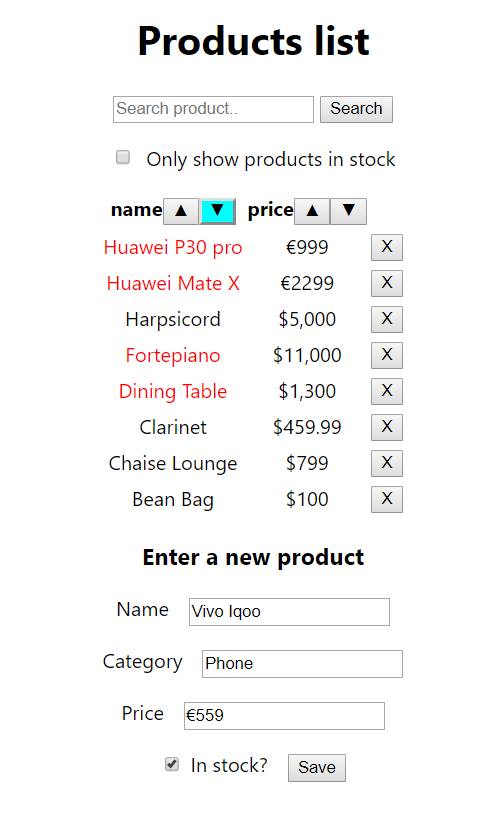 Products list
Search product.. Search
Only show products in stock
name ▲ ▼ price ▲ ▼
Huawei P30 pro €999 X
Huawei Mate X €2299 X
Harpsicord $5,000 X
Fortepiano $11,000 X
Dining Table $1,300 X
Clarinet $459.99 X
Chaise Lounge $799 X
Bean Bag $100 X
Enter a new product
Name Vivo Iqoo
Category Phone
Price €559
In stock? Save